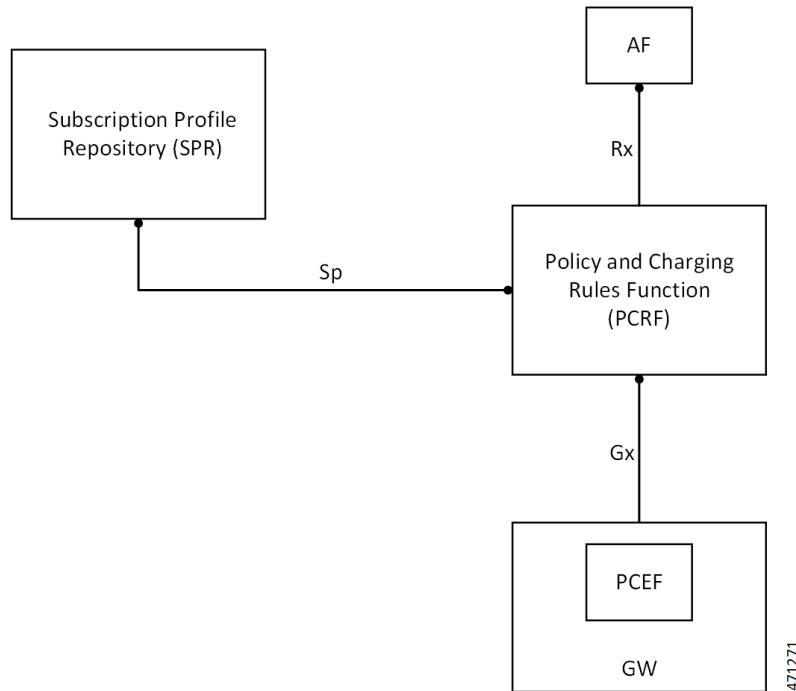 AF
Subscription Profile
Repository (SPR)
Rx
Policy and Charging
Rules Function
(PCRF)
Sp
Gx
PCEF
GW
471271